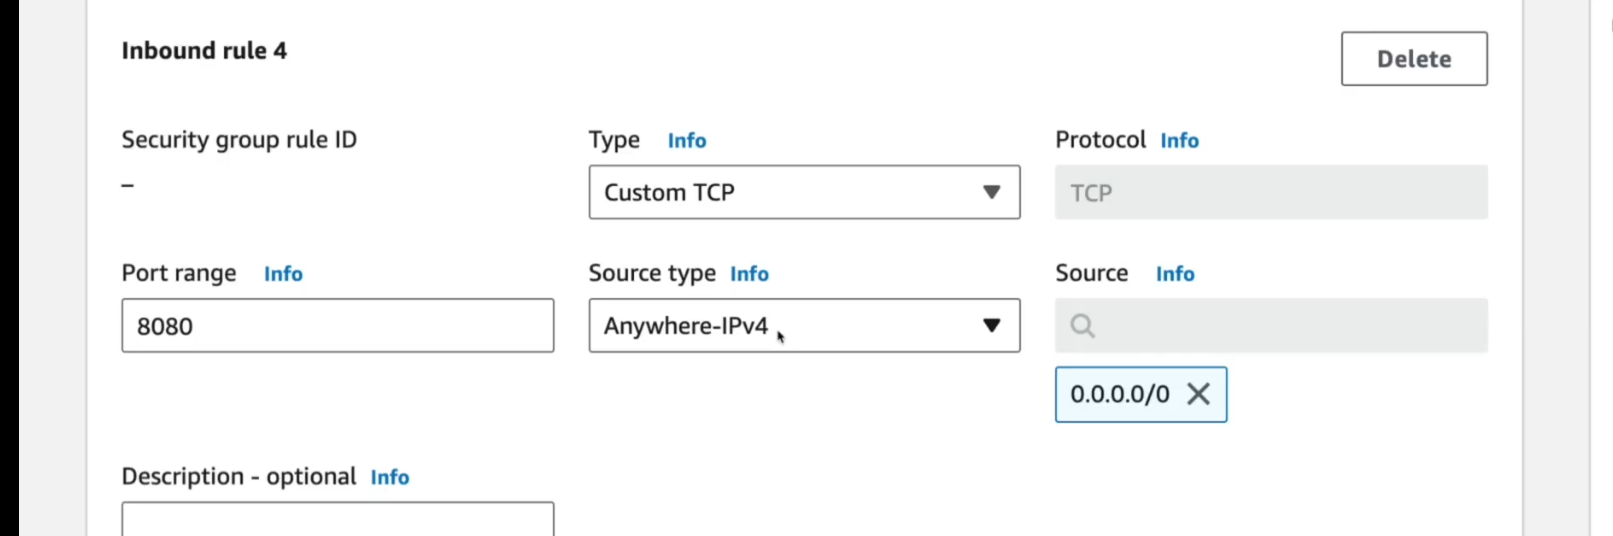 Inbound rule 4
Delete
Security group rule ID
–
Type Info
Custom TCP
Protocol Info
TCP
Port range Info
8080
Source type Info
Anywhere-IPv4
Source Info
0.0.0.0/0
Description - optional Info